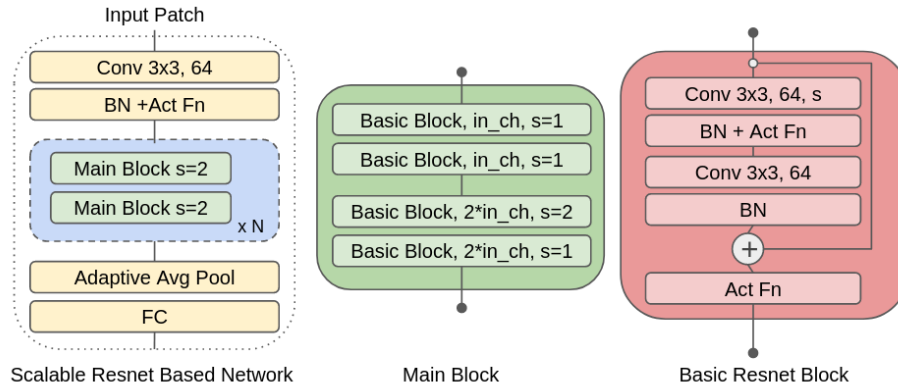 Input Patch
Conv 3x3, 64
BN +Act Fn
Main Block s=2
Main Block s=2
x N
Adaptive Avg Pool
FC
Scalable Resnet Based Network
Basic Block, in_ch, s=1
Basic Block, in_ch, s=1
Basic Block, 2*in_ch, s=2
Basic Block, 2*in_ch, s=1
Main Block
Conv 3x3, 64, s
BN + Act Fn
Conv 3x3, 64
BN
+
Act Fn
Basic Resnet Block